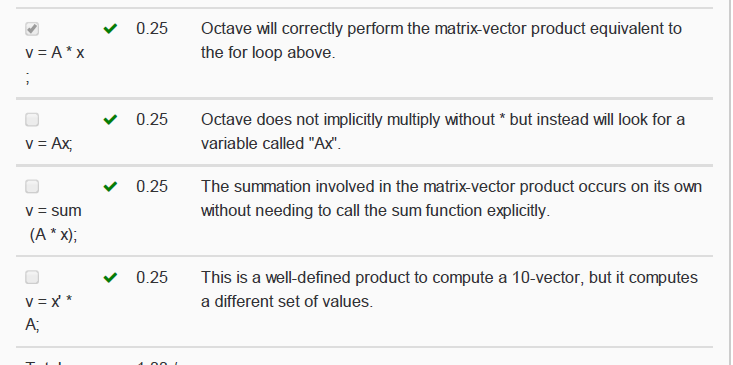 0.25 Octave will correctly perform the matrix-vector product equivalent to
v = A * x the for loop above.
;
0.25 Octave does not implicitly multiply without * but instead will look for a
v = Ax; variable called "Ax".
0.25 The summation involved in the matrix-vector product occurs on its own
v = sum without needing to call the sum function explicitly.
(A * x);
0.25 This is a well-defined product to compute a 10-vector, but it computes
v = x' * a different set of values.
A;